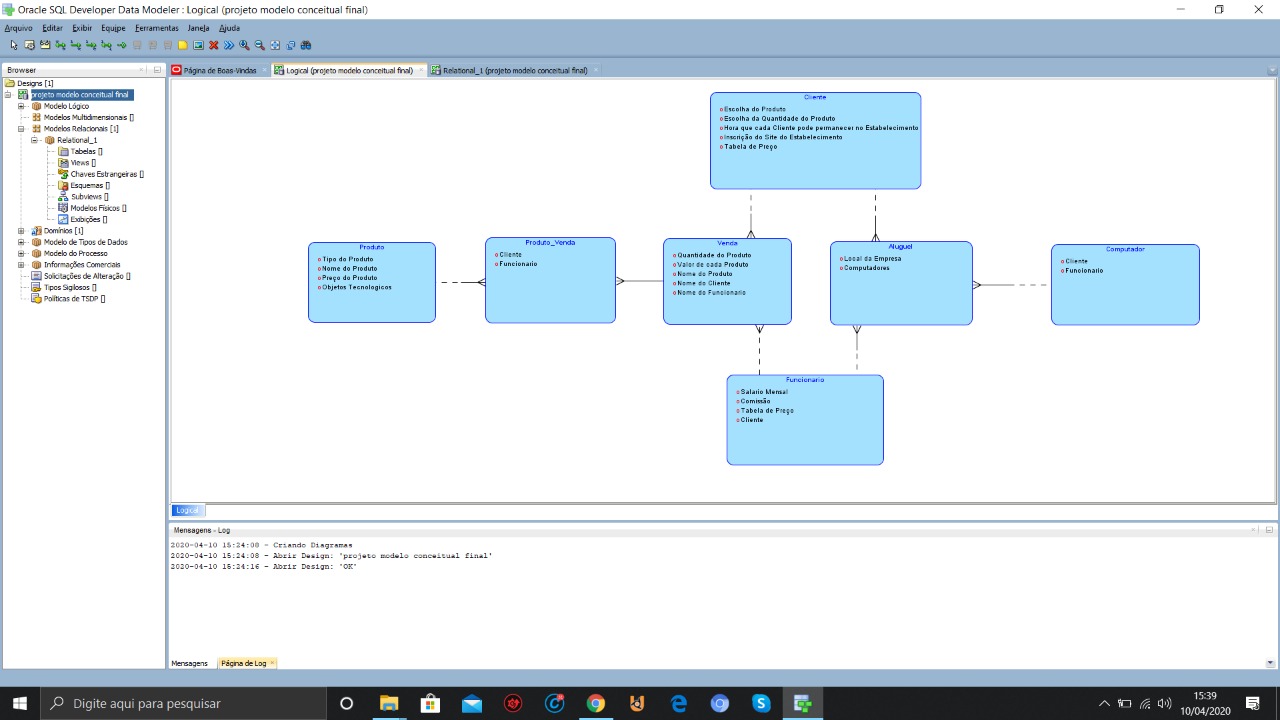 Oracle SQL Developer Data Modeler : Logical (projeto modelo conceitual final)
Arquivo Editar Exibir Equipe Ferramentas Janela Ajuda
Browser
Designs [1]
projeto modelo conceitual final
Modelo Lógico
Modelos Multidimensionais []
Modelos Relacionais [1]
Relational_1
Tabelas []
Views []
Chaves Estrangeiras []
Esquemas []
Subviews []
Modelos Físicos []
Exibições []
Domínios [1]
Modelo de Tipos de Dados
Modelo do Processo
Informações Comerciais
Solicitações de Alteração []
Tipos Sigilosos []
Políticas de TSDP []
Página de Boas-Vindas
Logical (projeto modelo conceitual final)
Relational_1 (projeto modelo conceitual final)
Cliente
Escolha do Produto
Escolha da Quantidade do Produto
Hora que cada Cliente pode permanecer no Estabelecimento
Inscrição do Site do Estabelecimento
Tabela de Preço
Produto
Tipo do Produto
Nome do Produto
Preço do Produto
Objetos Tecnologicos
Produto_Venda
Cliente
Funcionario
Venda
Quantidade do Produto
Valor de cada Produto
Nome do Produto
Nome do Cliente
Nome do Funcionario
Aluguel
Local da Empresa
Computadores
Computador
Cliente
Funcionario
Funcionario
Salario Mensal
Comissão
Tabela de Preço
Cliente
Logical
Mensagens - Log
2020-04-10 15:24:08 - Criando Diagramas
2020-04-10 15:24:08 - Abrir Design: 'projeto modelo conceitual final'
2020-04-10 15:24:16 - Abrir Design: 'OK'
Mensagens
Página de Log
Digite aqui para pesquisar
15:39
10/04/2020